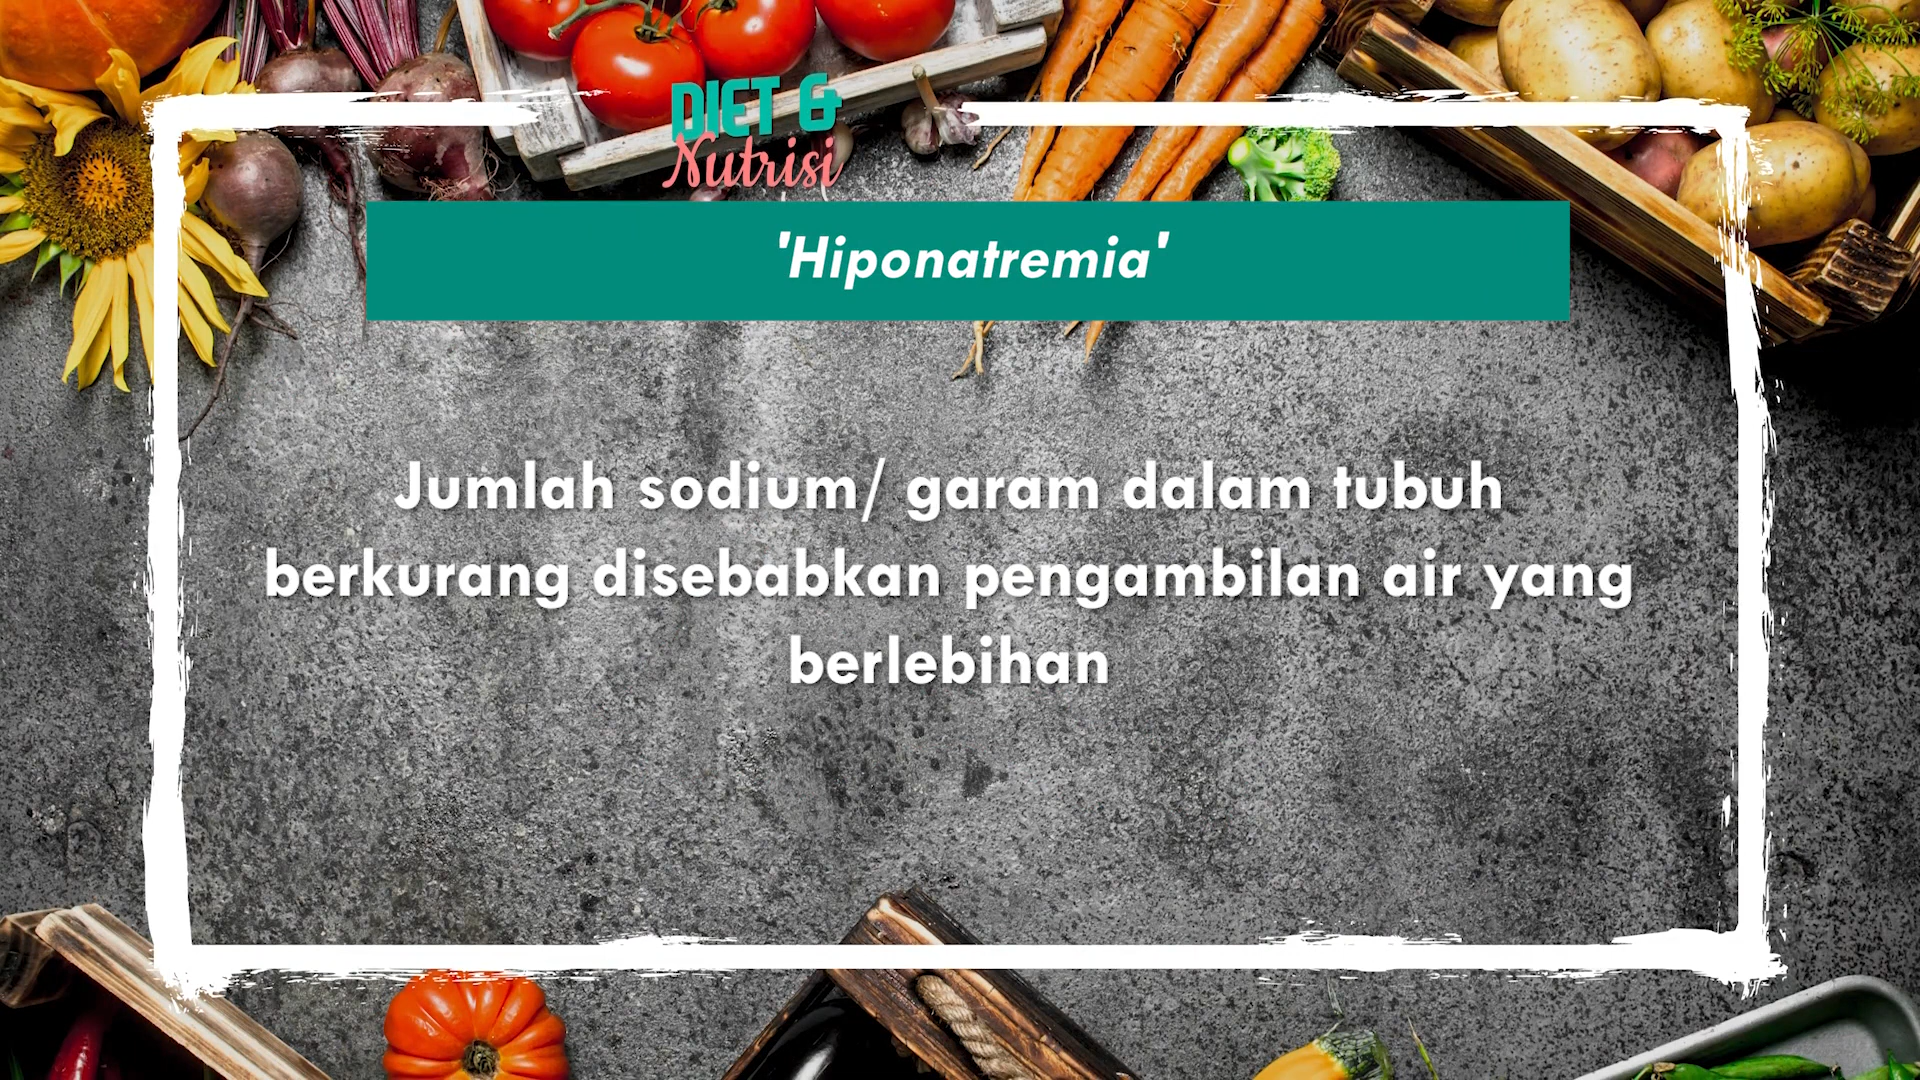 DIET &
Nutrisi
'Hiponatremia'
Jumlah sodium/ garam dalam tubuh
berkurang disebabkan pengambilan air yang
berlebihan